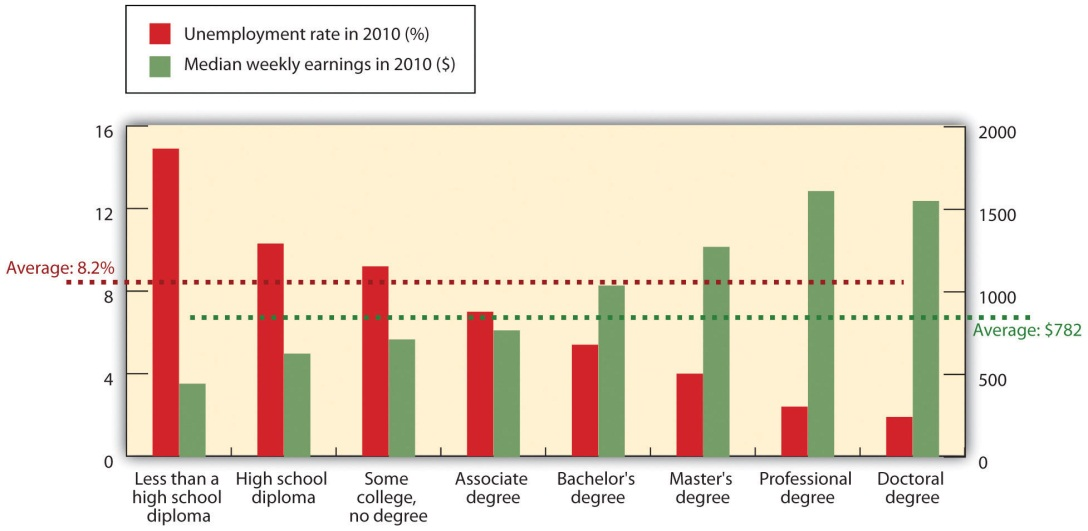 Unemployment rate in 2010 (%)
Median weekly earnings in 2010 ($)
16
12
Average: 8.2%
8
4
0
2000
1500
1000
Average: $782
500
0
Less than a
high school
diploma
High school
diploma
Some
college,
no degree
Associate
degree
Bachelor's
degree
Master's
degree
Professional
degree
Doctoral
degree